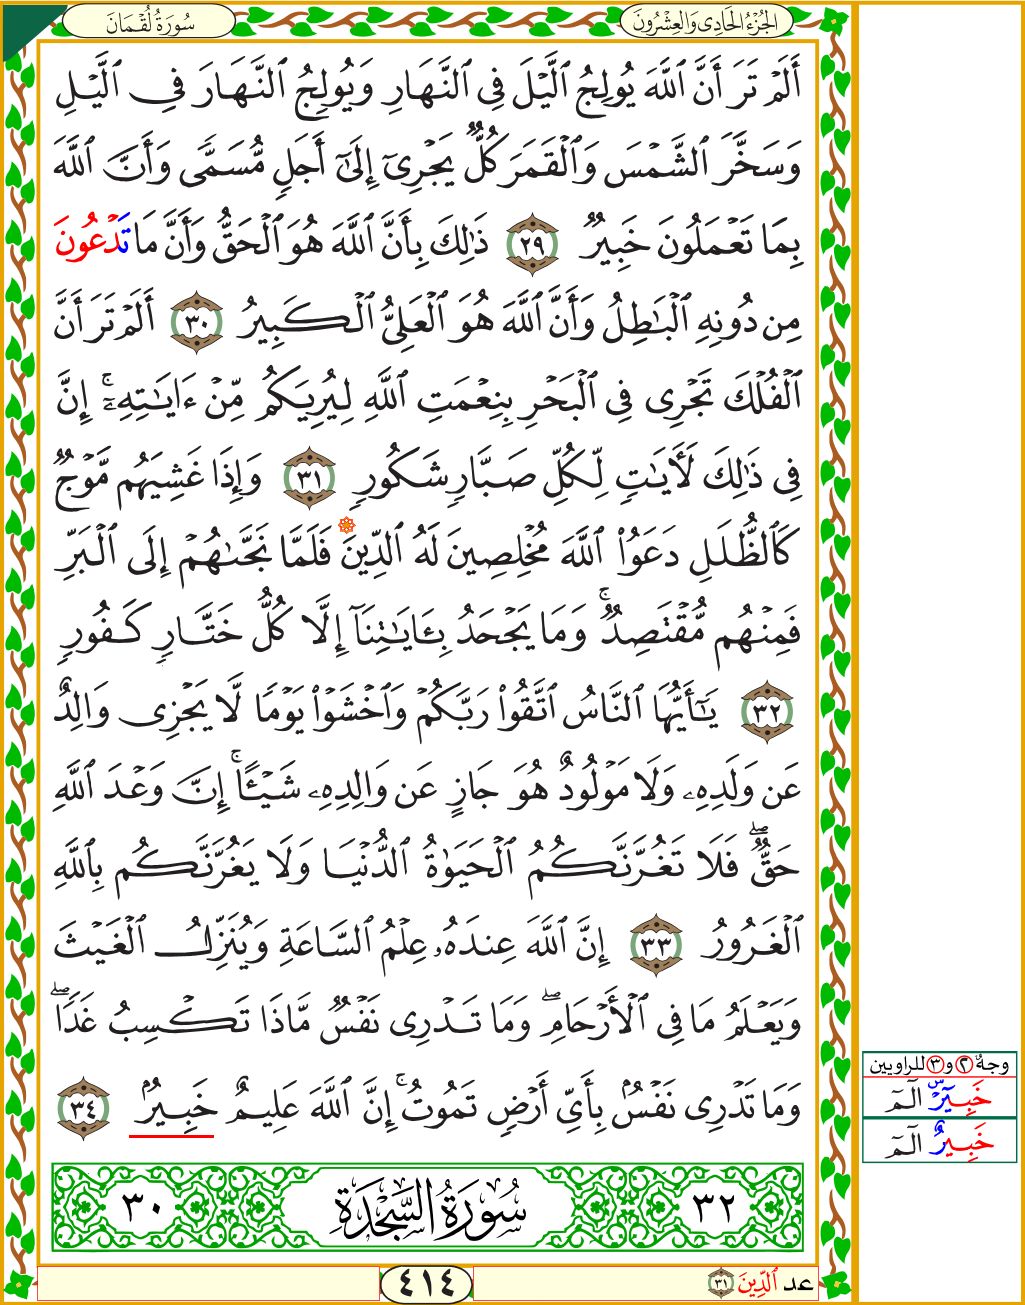 الجُزْءُ الحَادِى وَالعِشْرُونَ
سُورَةُ لُقْمَانَ
أَلَمْ تَرَ أَنَّ ٱللَّهَ يُولِجُ ٱلَّيْلَ فِى ٱلنَّهَارِ وَيُولِجُ ٱلنَّهَارَ فِى ٱلَّيْلِ
وَسَخَّرَ ٱلشَّمْسَ وَٱلْقَمَرَ كُلٌّ يَجْرِىٓ إِلَىٰٓ أَجَلٍ مُّسَمًّى وَأَنَّ ٱللَّهَ
بِمَا تَعْمَلُونَ خَبِيرٌ ٢٩ ذَٰلِكَ بِأَنَّ ٱللَّهَ هُوَ ٱلْحَقُّ وَأَنَّ مَا تَدْعُونَ
مِن دُونِهِ ٱلْبَٰطِلُ وَأَنَّ ٱللَّهَ هُوَ ٱلْعَلِىُّ ٱلْكَبِيرُ ٣٠ أَلَمْ تَرَ أَنَّ
ٱلْفُلْكَ تَجْرِى فِى ٱلْبَحْرِ بِنِعْمَتِ ٱللَّهِ لِيُرِيَكُم مِّنْ ءَايَٰتِهِۦٓ ۚ إِنَّ
فِى ذَٰلِكَ لَأَيَٰتٍ لِّكُلِّ صَبَّارٍ شَكُورٍ ٣١ وَإِذَا غَشِيَهُم مَّوْجٌ
كَٱلظُّلَلِ دَعَوُا۟ ٱللَّهَ مُخْلِصِينَ لَهُ ٱلدِّينَ فَلَمَّا نَجَّىٰهُمْ إِلَى ٱلْبَرِّ
فَمِنْهُم مُّقْتَصِدٌ ۚ وَمَا يَجْحَدُ بِـَٔايَٰتِنَآ إِلَّا كُلُّ خَتَّارٍ كَفُورٍ
٣٢ يَٰٓأَيُّهَا ٱلنَّاسُ ٱتَّقُوا۟ رَبَّكُمْ وَٱخْشَوْا۟ يَوْمًا لَّا يَجْزِى وَالِدٌ
عَن وَلَدِهِۦ وَلَا مَوْلُودٌ هُوَ جَازٍ عَن وَالِدِهِۦ شَيْـًٔا ۚ إِنَّ وَعْدَ ٱللَّهِ
حَقٌّ ۖ فَلَا تَغُرَّنَّكُمُ ٱلْحَيَوٰةُ ٱلدُّنْيَا وَلَا يَغُرَّنَّكُم بِٱللَّهِ
ٱلْغَرُورُ ٣٣ إِنَّ ٱللَّهَ عِندَهُۥ عِلْمُ ٱلسَّاعَةِ وَيُنَزِّلُ ٱلْغَيْثَ
وَيَعْلَمُ مَا فِى ٱلْأَرْحَامِ ۖ وَمَا تَدْرِى نَفْسٌ مَّاذَا تَكْسِبُ غَدًا ۖ
وَمَا تَدْرِى نَفْسٌۢ بِأَىِّ أَرْضٍ تَمُوتُ ۚ إِنَّ ٱللَّهَ عَلِيمٌ خَبِيرٌۢ ٣٤
وجهُ ٢ و ٣ للراويين
خَبِيرٌ الٓمٓ
خَبِيرٌ الٓمٓ
٣٢ سُورَةُ السَّجْدَةِ ٣٠
عد ٱلدِّينَ ٣١
٤١٤